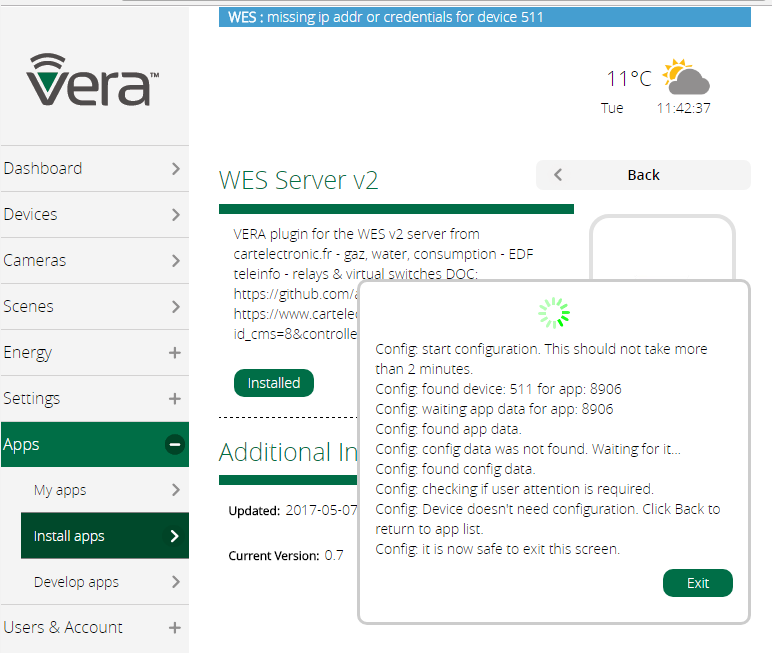 WES : missing ip addr or credentials for device 511
vera™
11°C
Tue 11:42:37
Dashboard
Devices
Cameras
Scenes
Energy
Settings
Apps
My apps
Install apps
Develop apps
Users & Account
WES Server v2
Back
VERA plugin for the WES v2 server from
cartelectronic.fr - gaz, water, consumption - EDF
teleinfo - relays & virtual switches DOC:
https://github.com/
https://www.cartelec
id_cms=8&controlle
Installed
Additional In
Updated: 2017-05-07
Current Version: 0.7
Config: start configuration. This should not take more
than 2 minutes.
Config: found device: 511 for app: 8906
Config: waiting app data for app: 8906
Config: found app data.
Config: config data was not found. Waiting for it...
Config: found config data.
Config: checking if user attention is required.
Config: Device doesn't need configuration. Click Back to
return to app list.
Config: it is now safe to exit this screen.
Exit